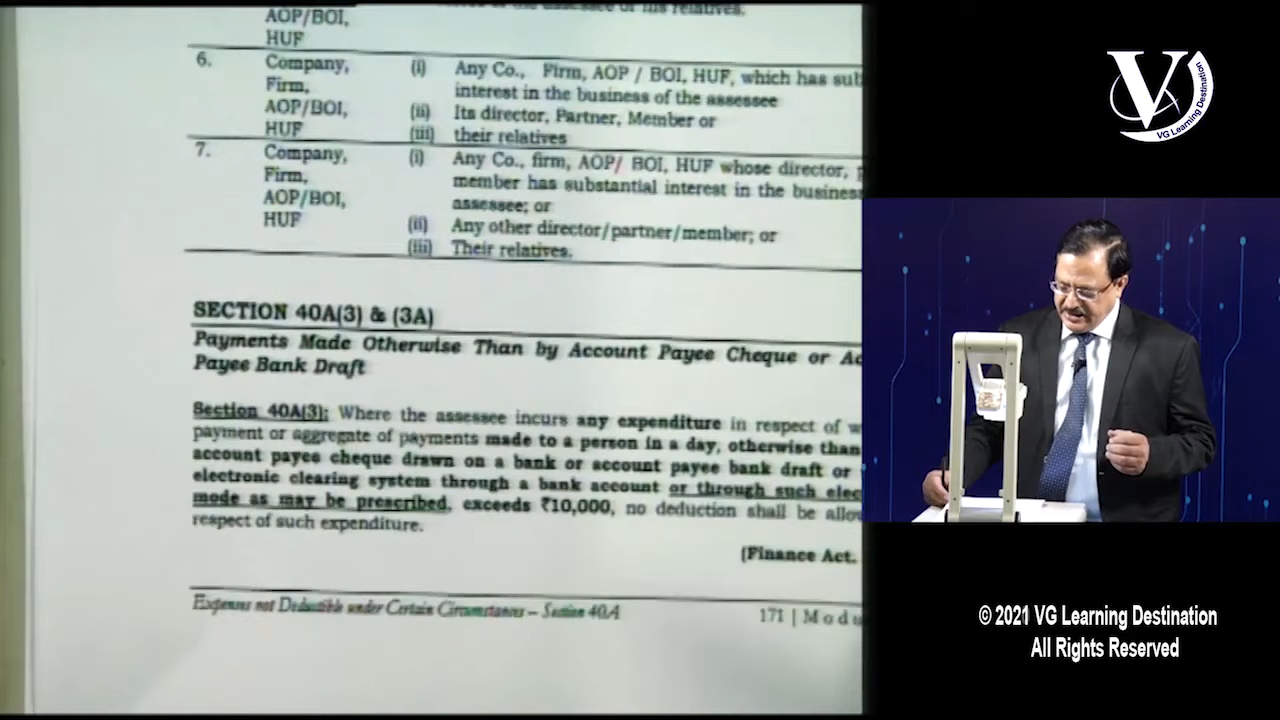 AOP/BOI,
HUF
6. Company, (i) Any Co., Firm, AOP / BOI, HUF, which has sub
Firm, interest in the business of the assessee
AOP/BOI, (ii) Its director, Partner, Member or
HUF (iii) their relatives
7. Company, (i) Any Co., firm, AOP/ BOI, HUF whose director,
Firm, member has substantial interest in the business
AOP/BOI, assessee; or
HUF (ii) Any other director/partner/member; or
(iii) Their relatives.
SECTION 40A(3) & (3A)
Payments Made Otherwise Than by Account Payee Cheque or Ac
Payee Bank Draft
Section 40A(3): Where the assessee incurs any expenditure in respect of w
payment or aggregate of payments made to a person in a day, otherwise than
account payee cheque drawn on a bank or account payee bank draft or
electronic clearing system through a bank account or through such elec
mode as may be prescribed, exceeds ₹10,000, no deduction shall be allo
respect of such expenditure.
(Finance Act.
Expenses not Deductible under Certain Circumstances – Section 40A
171 | Modu
V
VG Learning Destination
© 2021 VG Learning Destination
All Rights Reserved